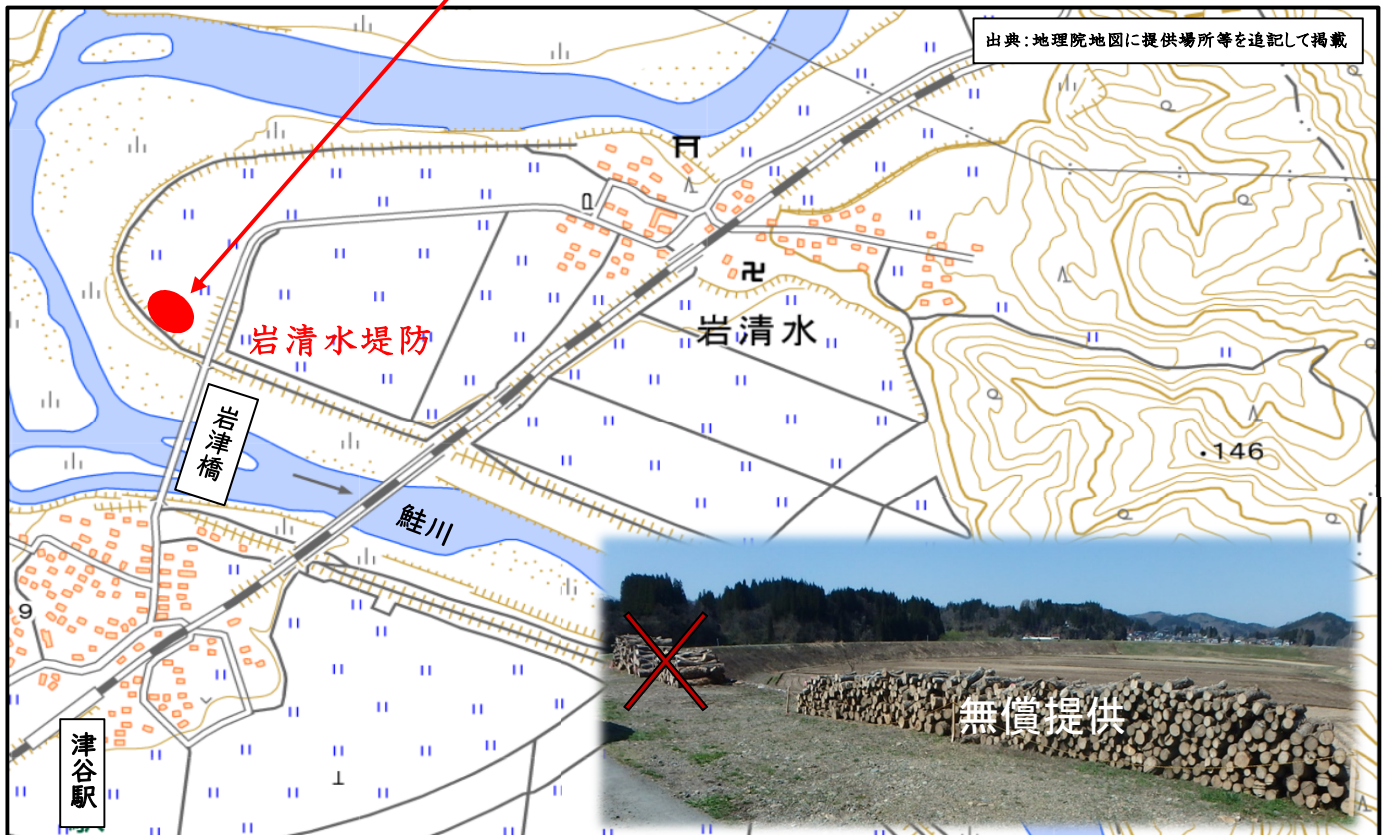 出典:地理院地図に提供場所等を追記して掲載
岩清水堤防
岩清水
岩津橋
・146
鮭川
9
無償提供
津谷駅